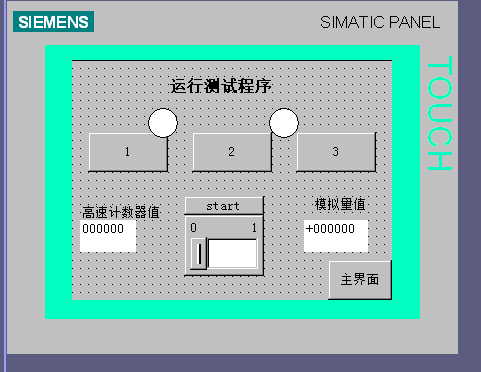 SIEMENS
SIMATIC PANEL
TOUCH
运行测试程序
1
2
3
高速计数器值
000000
start
0
1
模拟量值
+000000
主界面